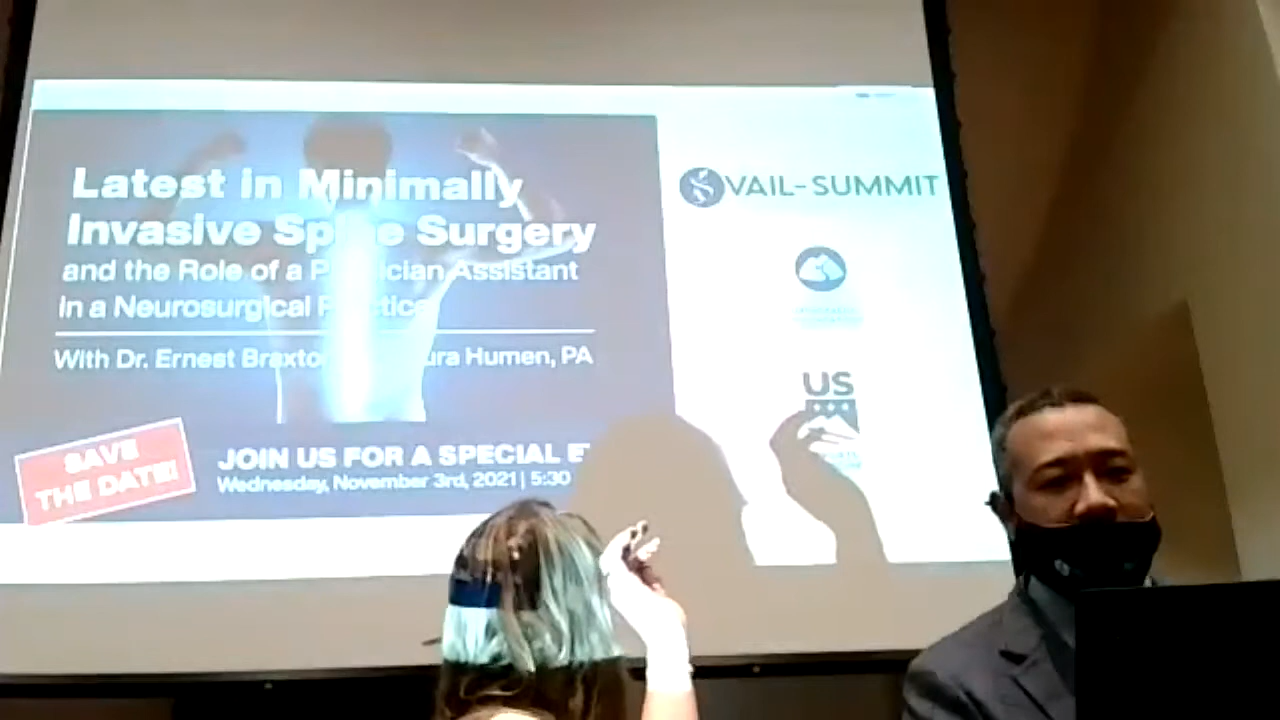 Latest in Minimally
Invasive Sp e Surgery
and the Role of a P ician Assistant
in a Neurosurgical P ctice
With Dr. Ernest Braxto ura Humen, PA
SAVE
THE DATE!
JOIN US FOR A SPECIAL E
Wednesday, November 3rd, 2021 | 5:30
VAIL-SUMMIT
US